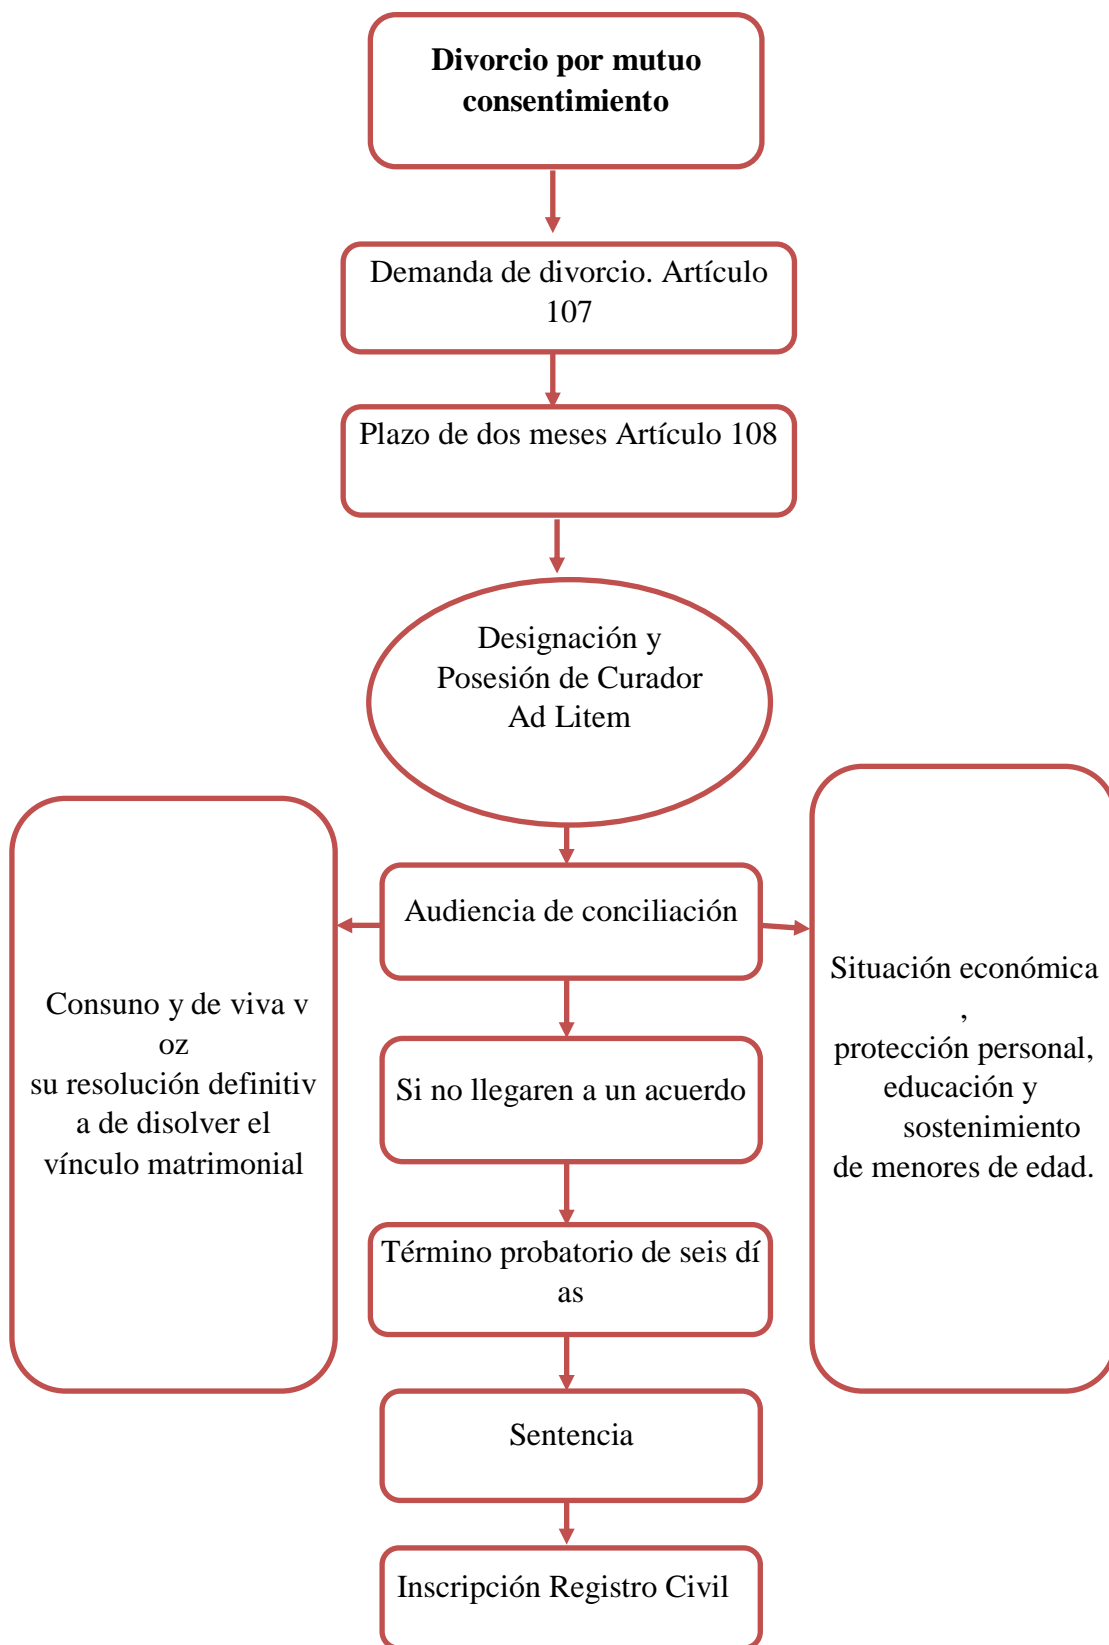 Divorcio por mutuo
consentimiento
Demanda de divorcio. Artículo
107
Plazo de dos meses Artículo 108
Designación y
Posesión de Curador
Ad Litem
Audiencia de conciliación
Consuno y de viva v
oz
su resolución definitiv
a de disolver el
vínculo matrimonial
Situación económica
,
protección personal,
educación y
sostenimiento
de menores de edad.
Si no llegaren a un acuerdo
Término probatorio de seis dí
as
Sentencia
Inscripción Registro Civil